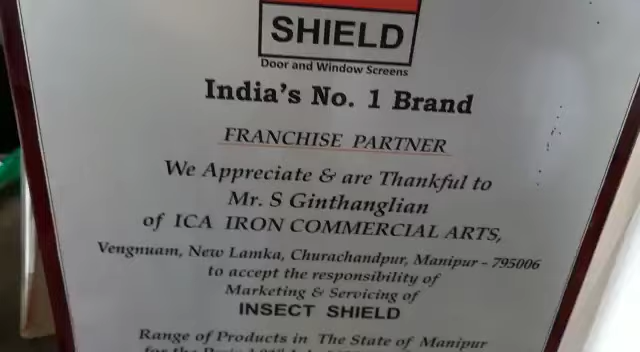 SHIELD
Door and Window Screens
India's No. 1 Brand
FRANCHISE PARTNER
We Appreciate & are Thankful to
Mr. S Ginthanglian
of ICA IRON COMMERCIAL ARTS,
Vengnuam, New Lamka, Churachandpur, Manipur - 795006
to accept the responsibility of
Marketing & Servicing of
INSECT SHIELD
Range of Products in The State of Manipur
for the